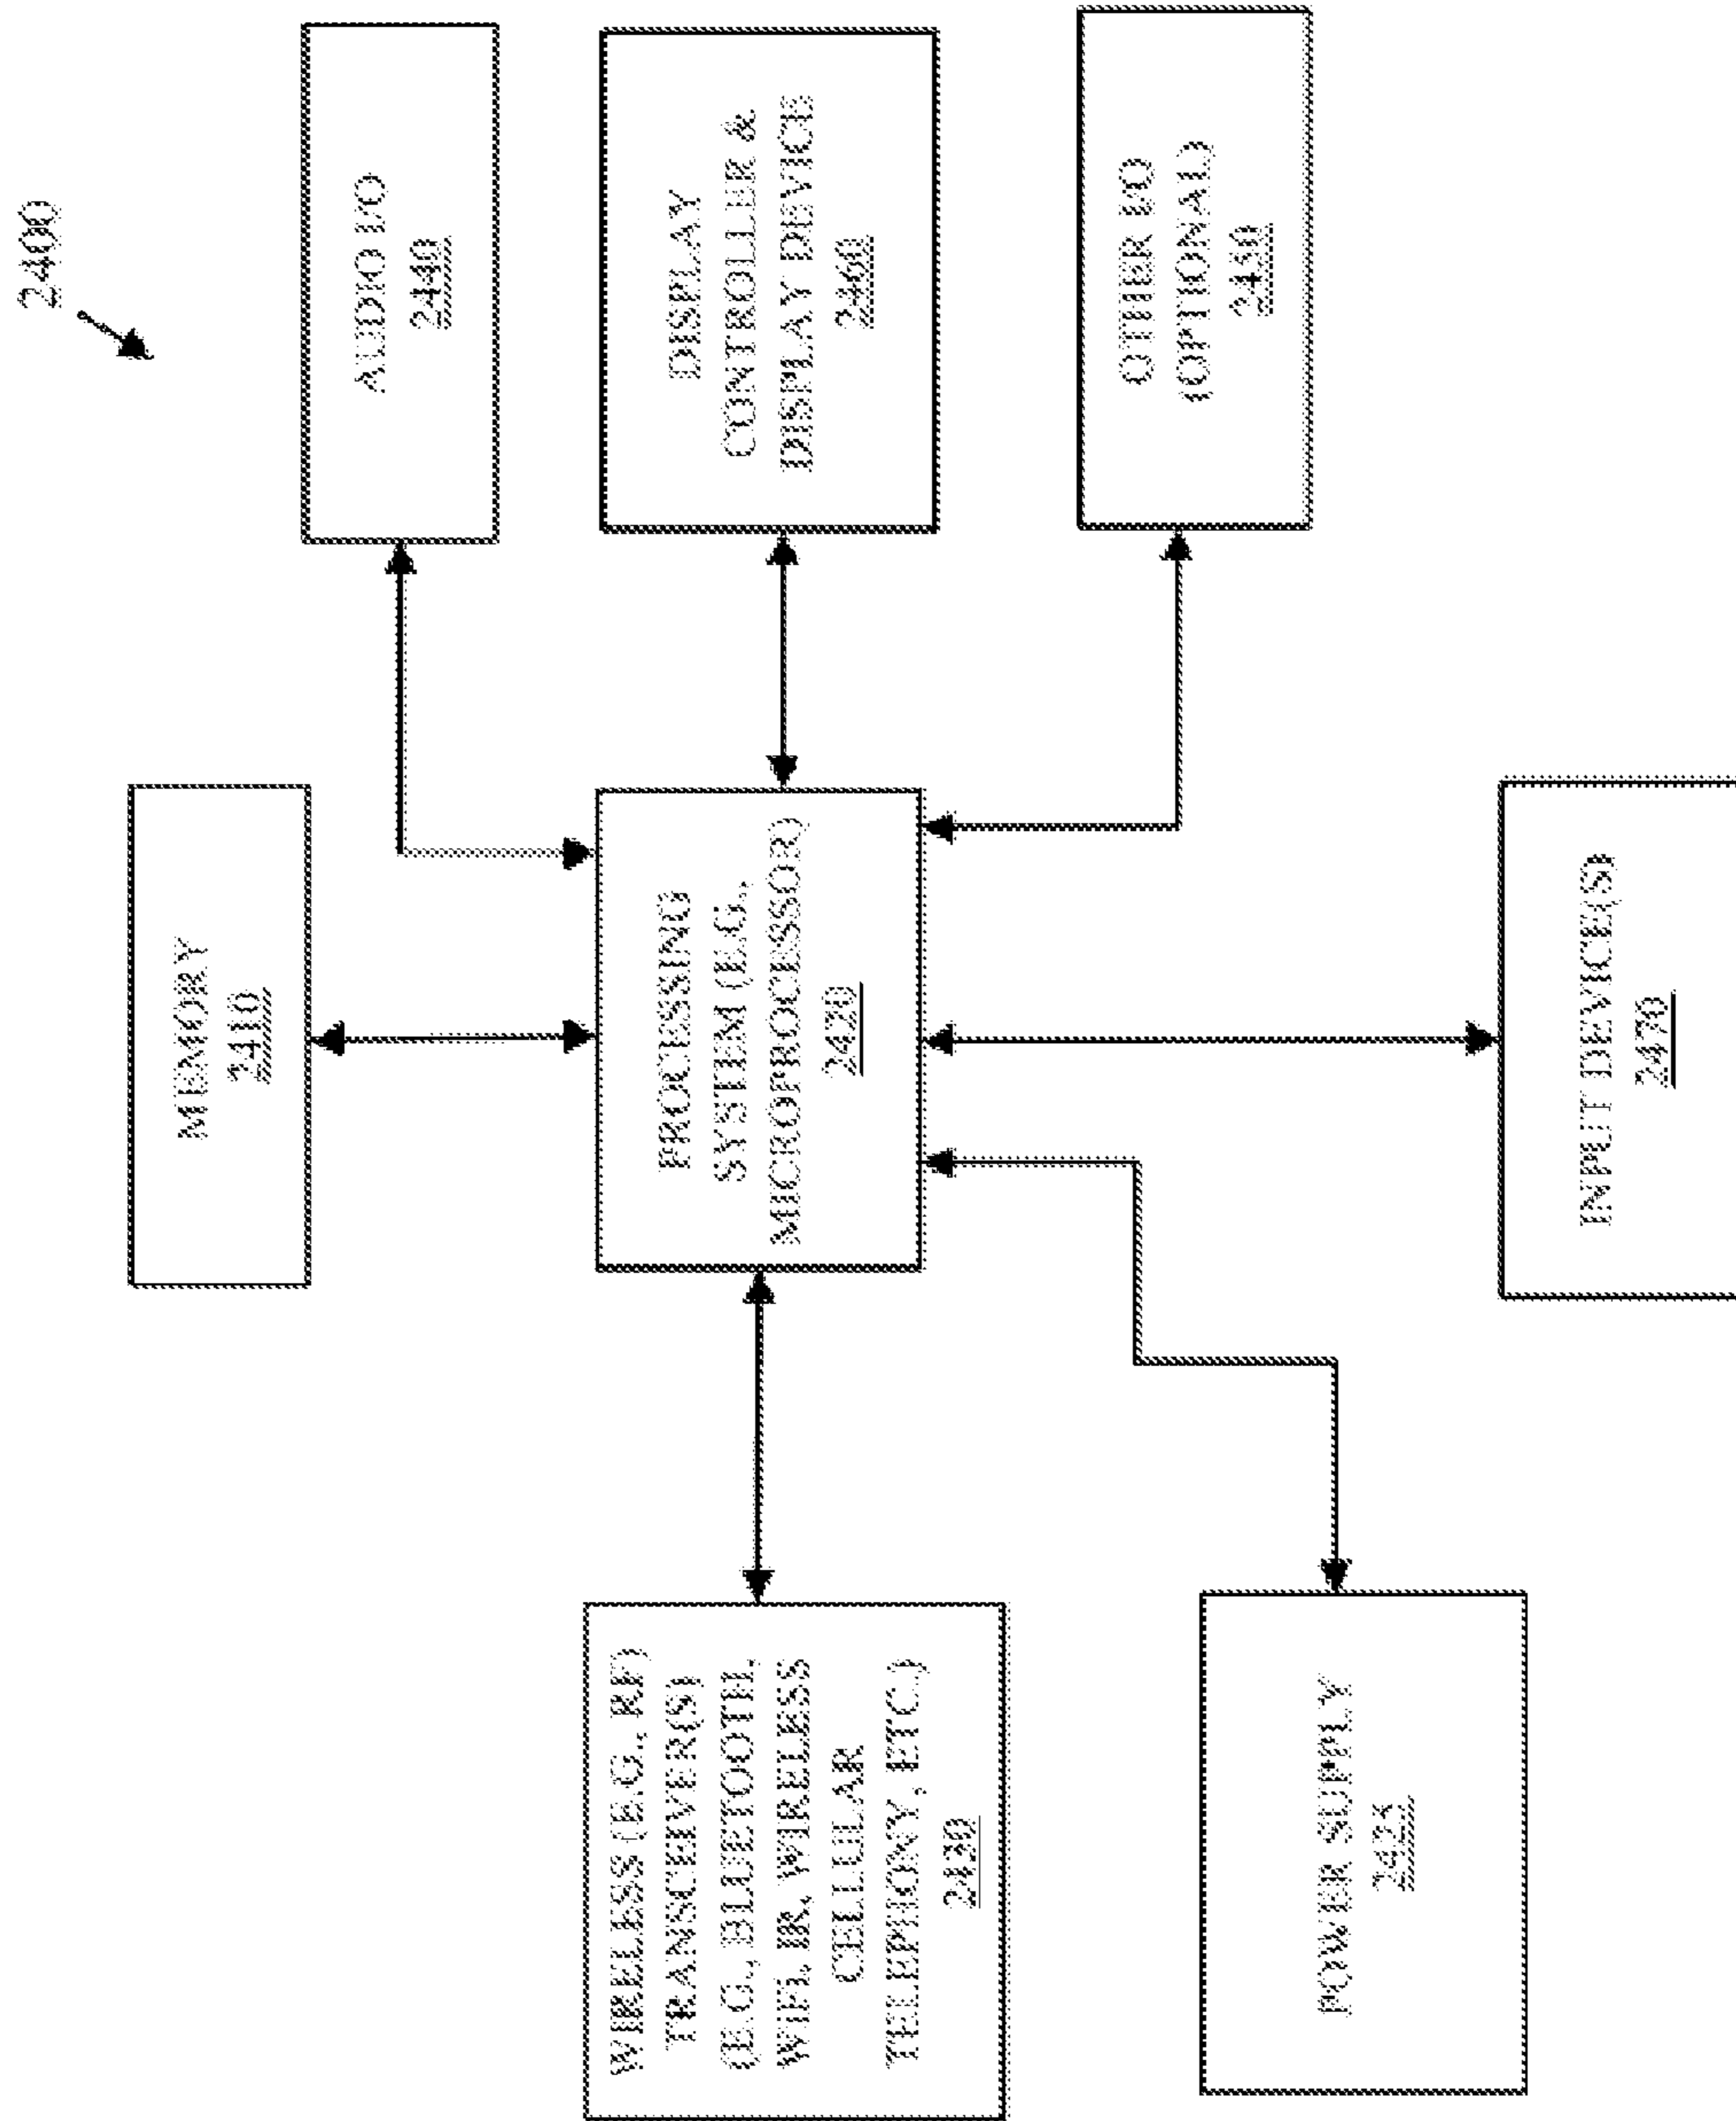 2400
MEMORY
2410
AUDIO I/O
2440
WIRELESS (E.G., RF)
TRANSCEIVER(S)
(E.G., BLUETOOTH,
WIFI, IR, WIRELESS
CELLULAR
TELEPHONY, ETC.)
2430
PROCESSING
SYSTEM (E.G.,
MICROPROCESSOR)
2420
DISPLAY
CONTROLLER &
DISPLAY DEVICE
2460
OTHER I/O
(OPTIONAL)
2450
POWER SUPPLY
2425
INPUT DEVICE(S)
2470